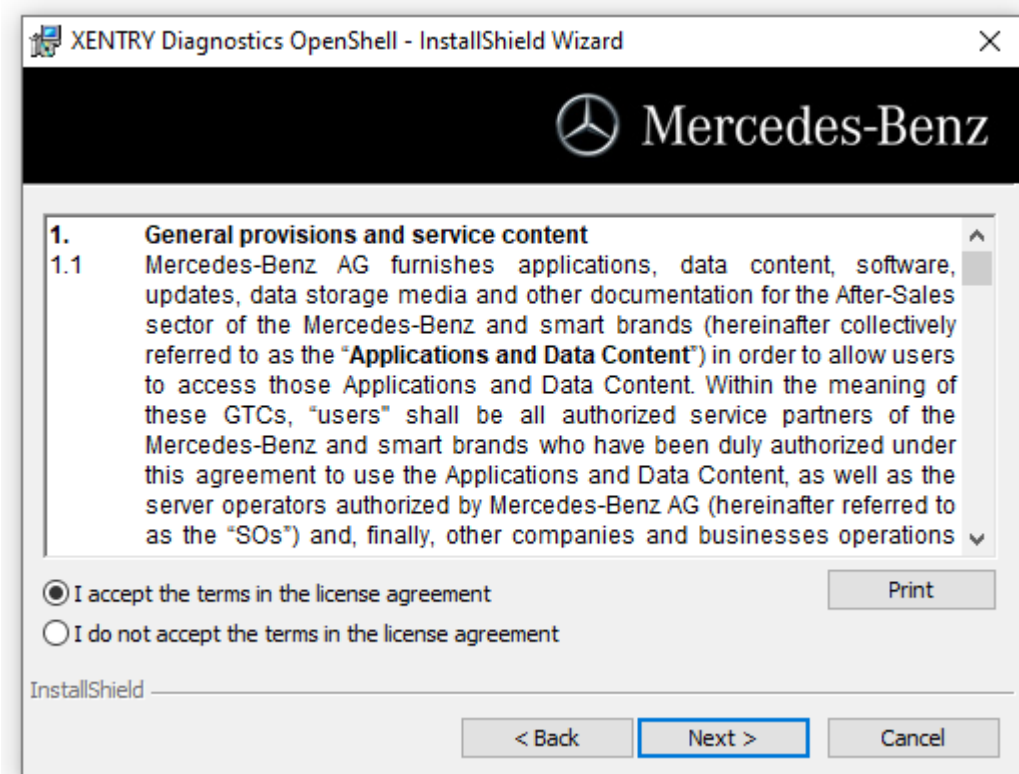 XENTRY Diagnostics OpenShell - InstallShield Wizard
Mercedes-Benz
1. General provisions and service content
1.1 Mercedes-Benz AG furnishes applications, data content, software,
updates, data storage media and other documentation for the After-Sales
sector of the Mercedes-Benz and smart brands (hereinafter collectively
referred to as the “Applications and Data Content”) in order to allow users
to access those Applications and Data Content. Within the meaning of
these GTCs, “users" shall be all authorized service partners of the
Mercedes-Benz and smart brands who have been duly authorized under
this agreement to use the Applications and Data Content, as well as the
server operators authorized by Mercedes-Benz AG (hereinafter referred to
as the “SOs”) and, finally, other companies and businesses operations
I accept the terms in the license agreement
Print
I do not accept the terms in the license agreement
InstallShield
< Back Next > Cancel